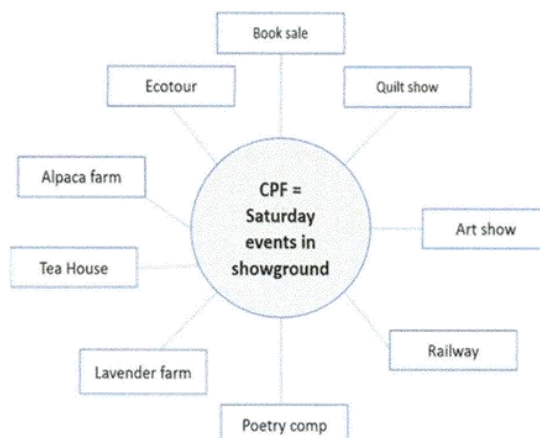 Book sale
Ecotour
Quilt show
Alpaca farm
CPF =
Saturday
events in
showground
Art show
Tea House
Railway
Lavender farm
Poetry comp